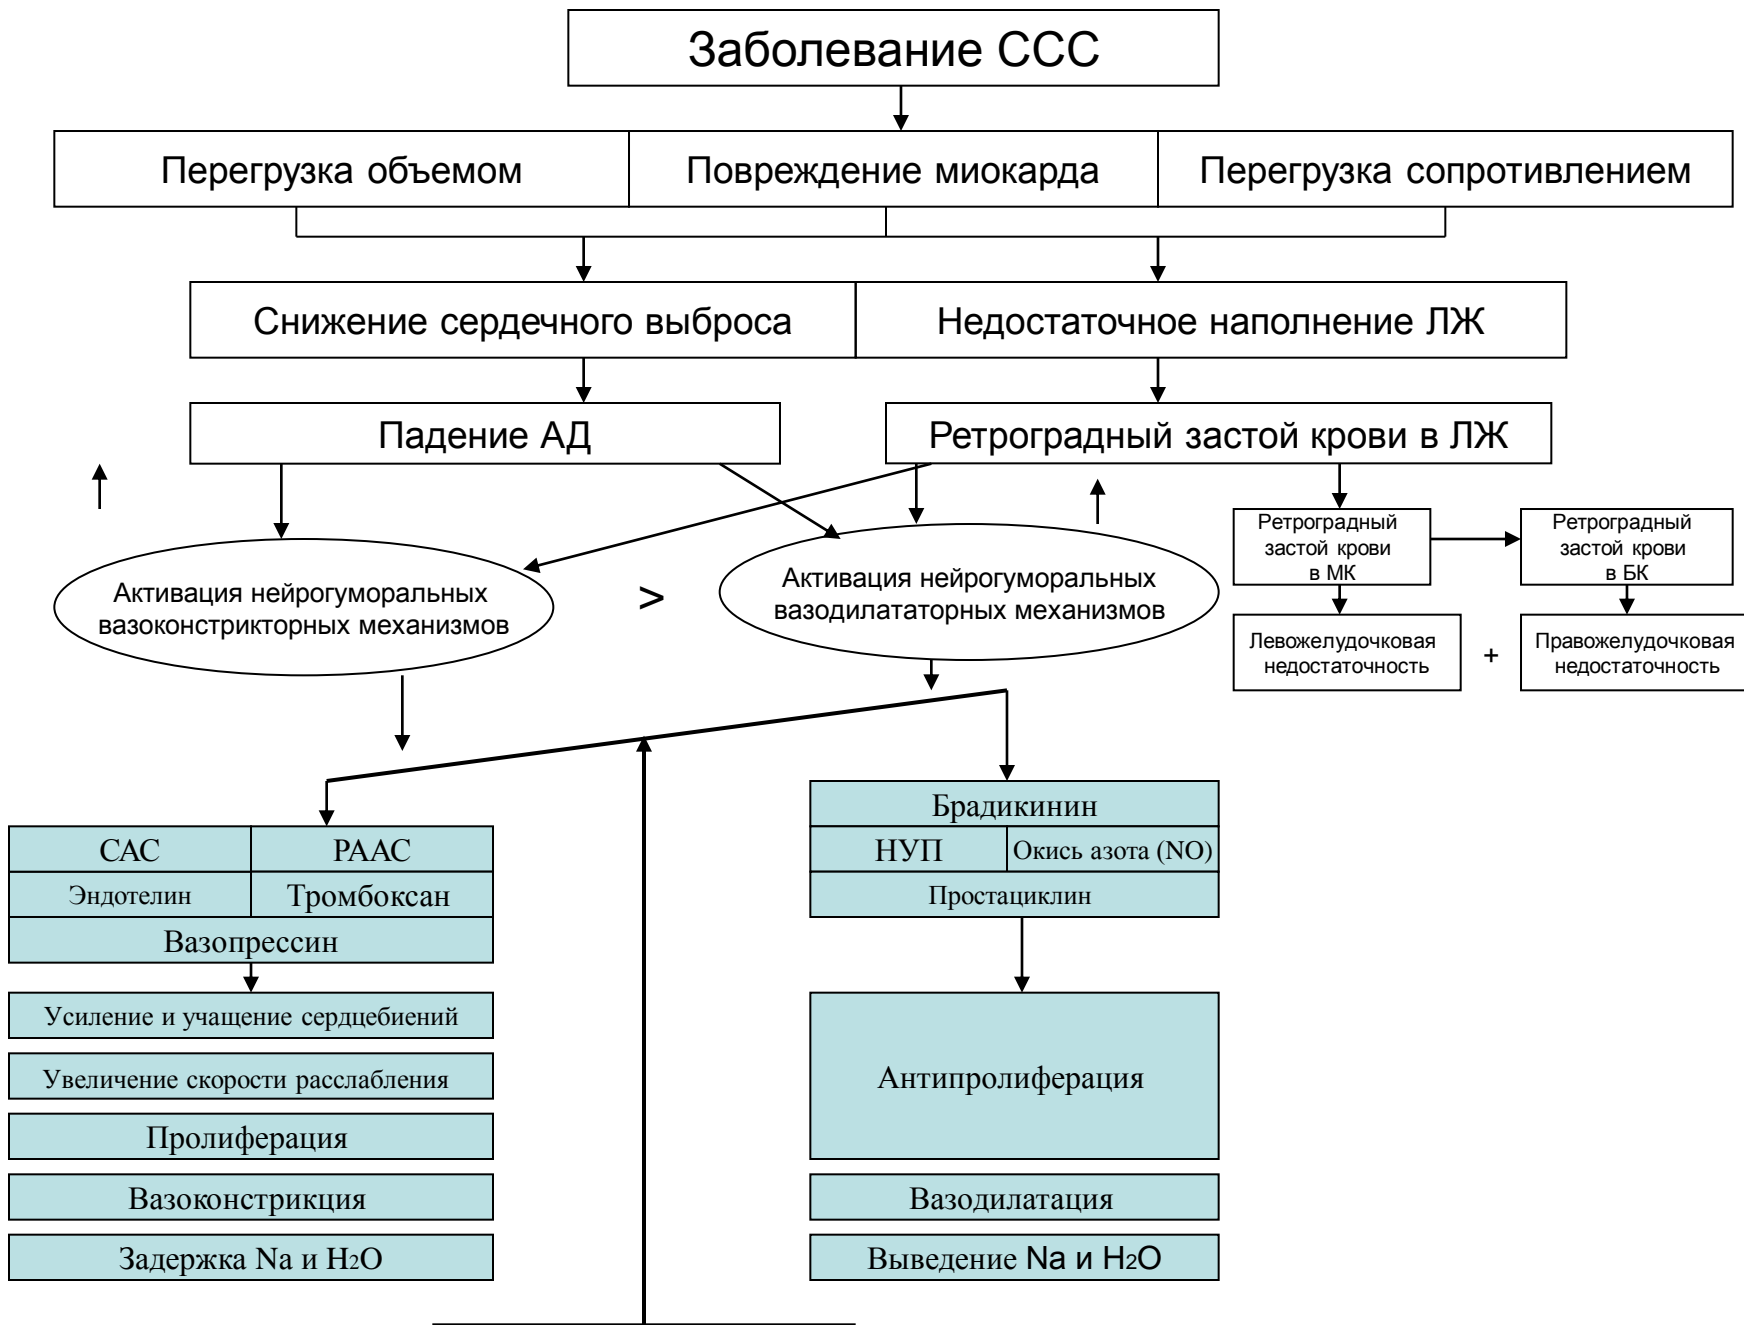 Заболевание ССС
Перегрузка объемом
Повреждение миокарда
Перегрузка сопротивлением
Снижение сердечного выброса
Недостаточное наполнение ЛЖ
Падение АД
Ретроградный застой крови в ЛЖ
Ретроградный
застой крови
в МК
Ретроградный
застой крови
в БК
Активация нейрогуморальных
вазоконстрикторных механизмов
>
Активация нейрогуморальных
вазодилататорных механизмов
Левожелудочковая
недостаточность
+
Правожелудочковая
недостаточность
САС
РААС
Эндотелин
Тромбоксан
Вазопрессин
Брадикинин
НУП
Окись азота (NO)
Простациклин
Усиление и учащение сердцебиений
Увеличение скорости расслабления
Пролиферация
Вазоконстрикция
Задержка Na и H2O
Антипролиферация
Вазодилатация
Выведение Na и H2O